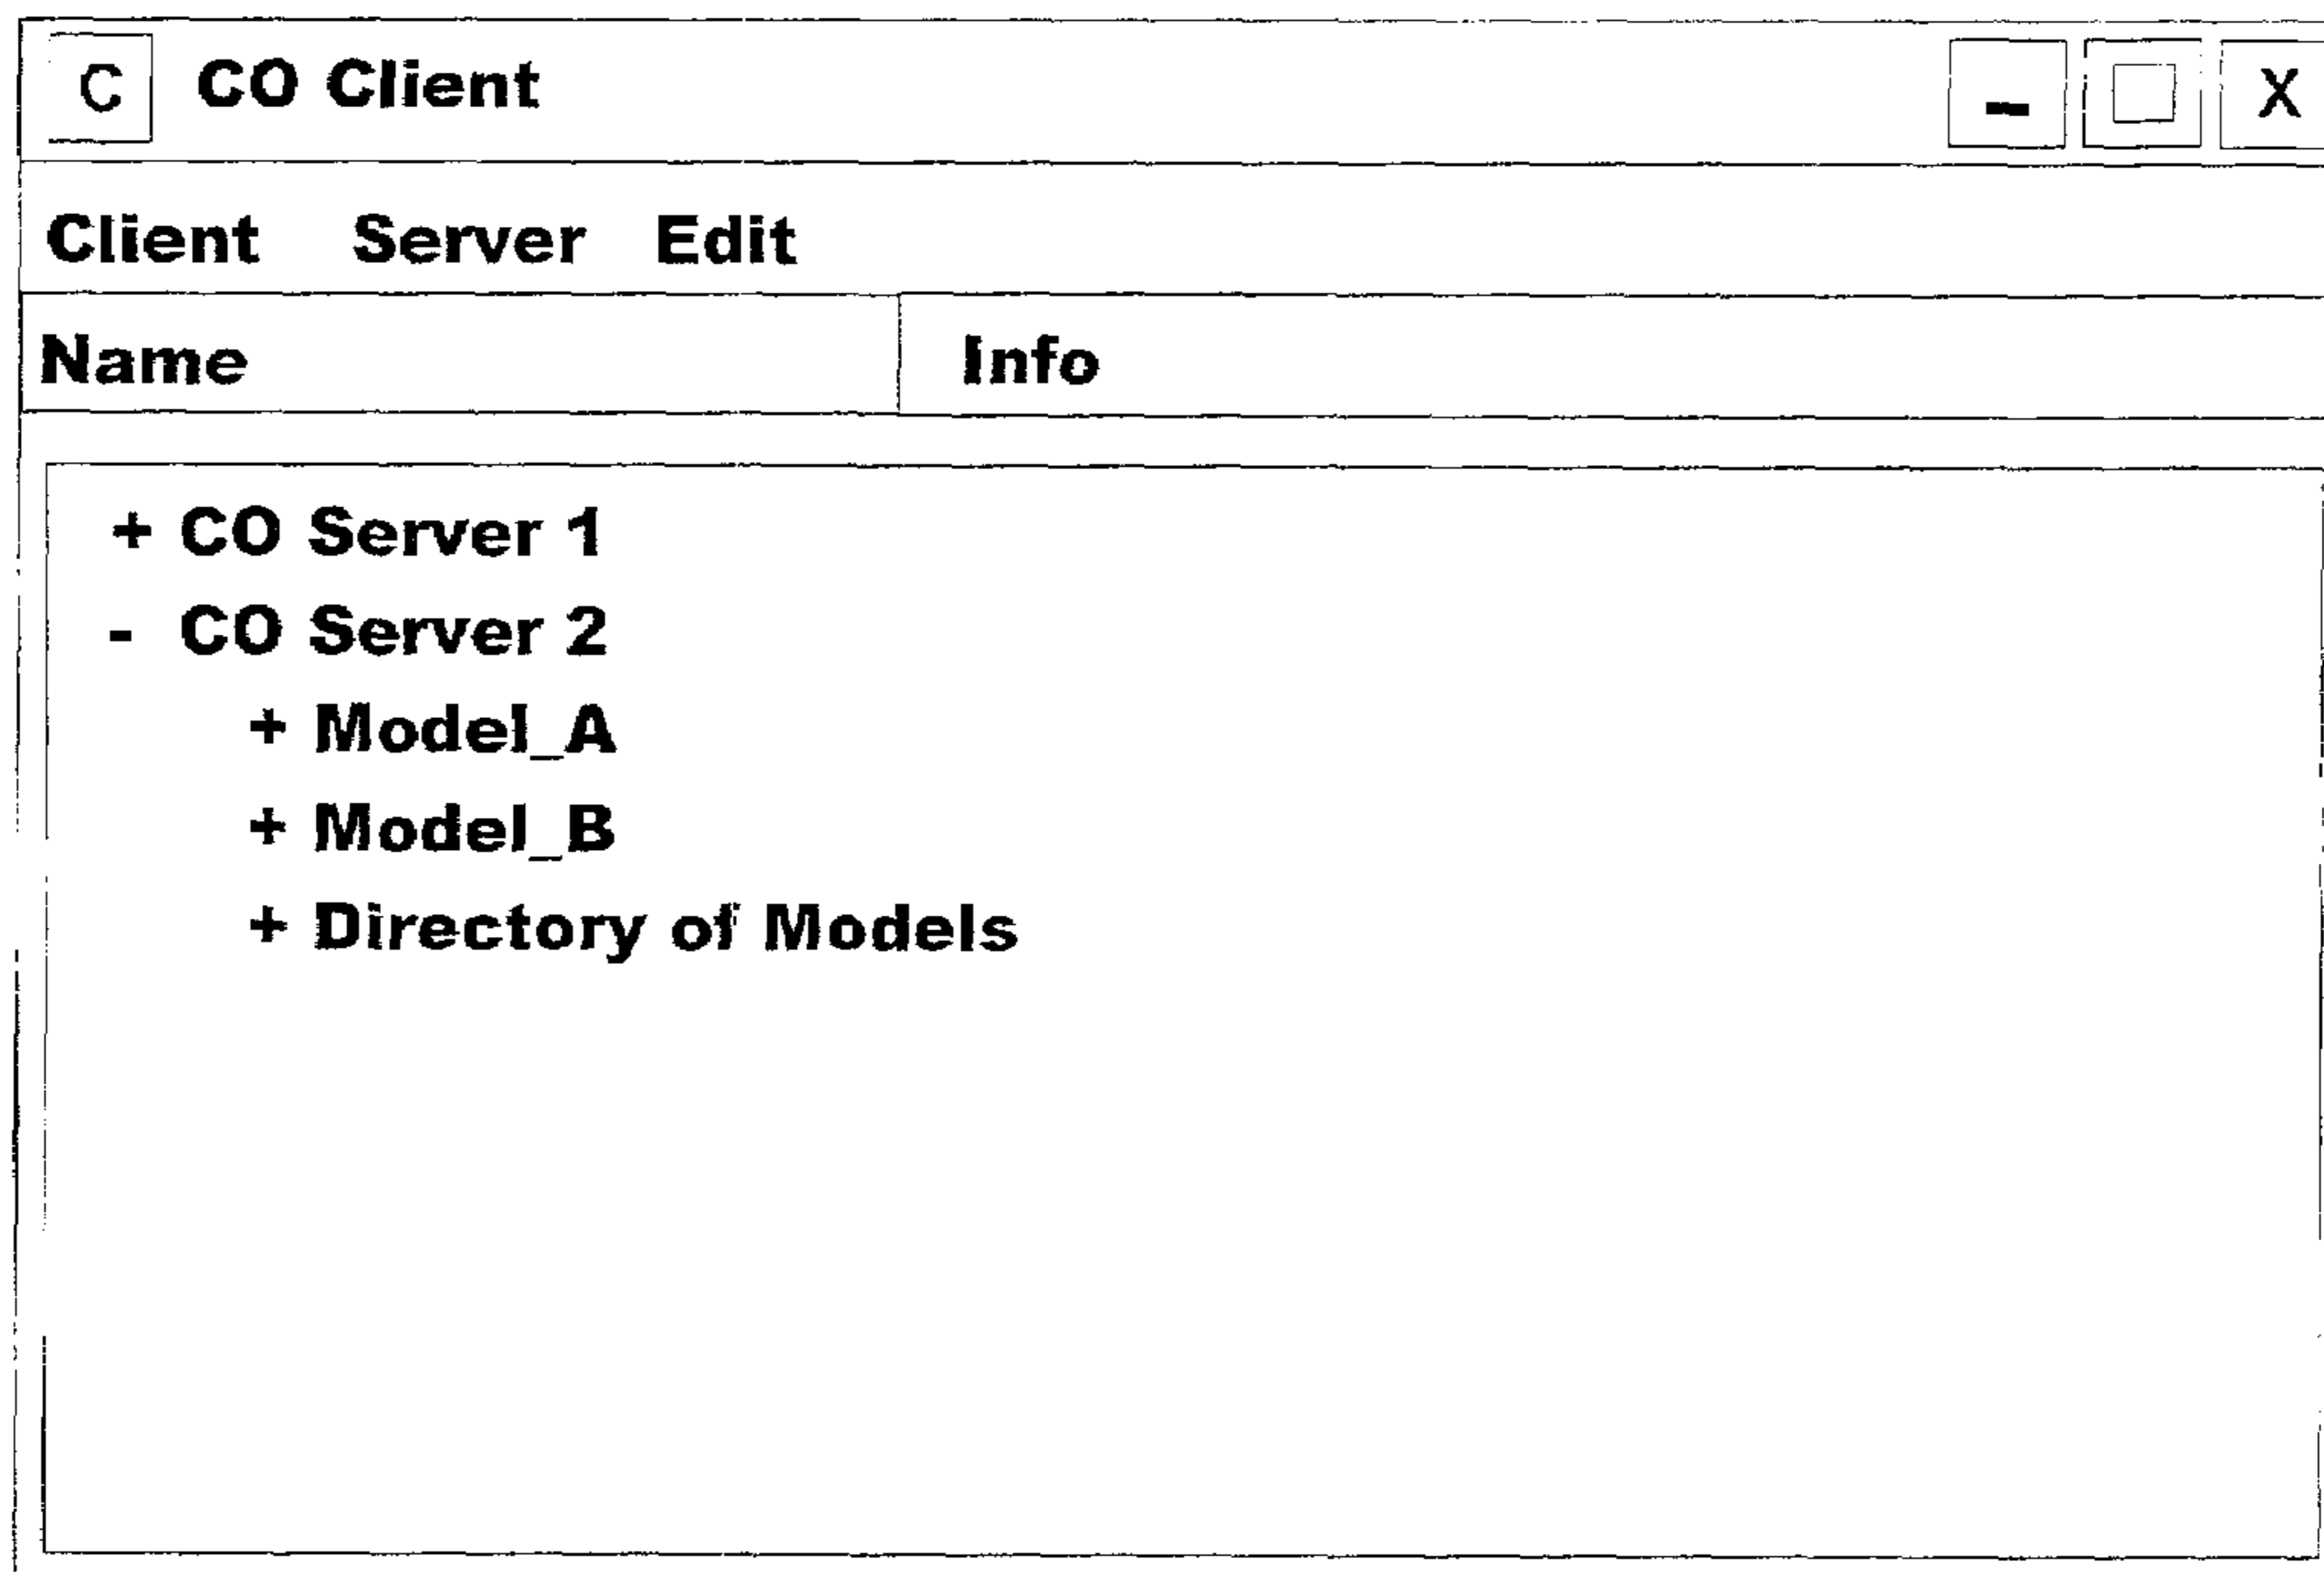 C CO Client - X
Client Server Edit
Name Info
+ CO Server 1
- CO Server 2
+ Model_A
+ Model_B
+ Directory of Models